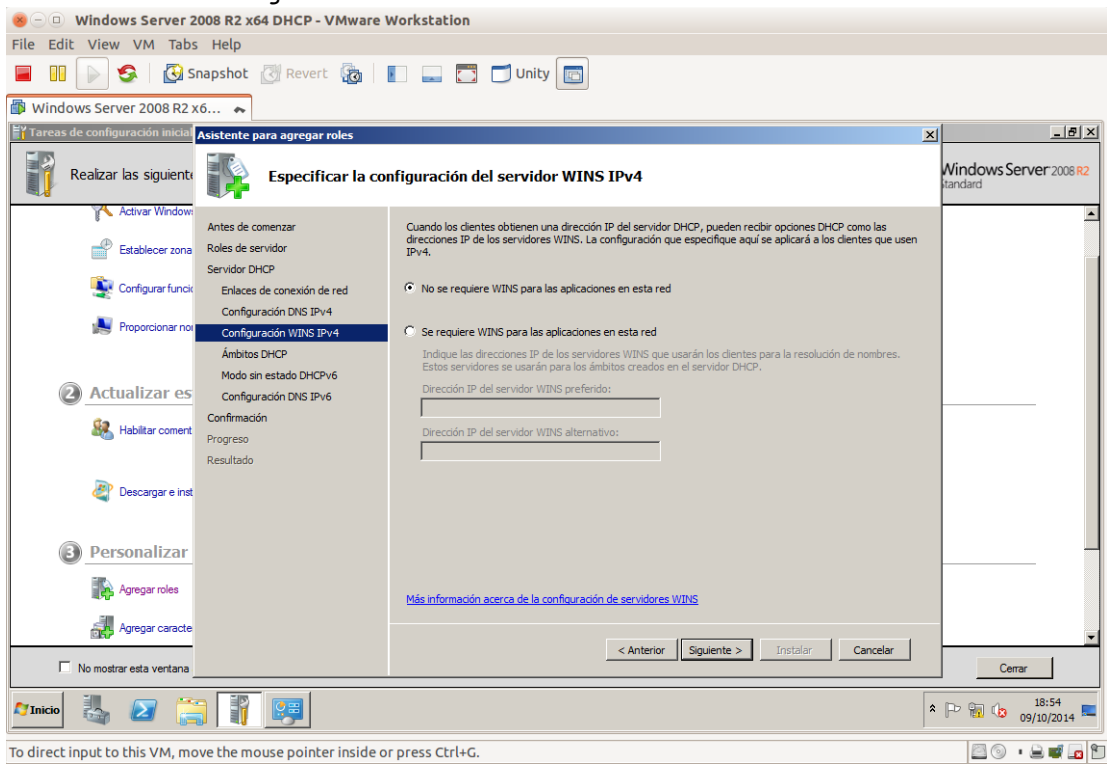 Windows Server 2008 R2 x64 DHCP - VMware Workstation
File Edit View VM Tabs Help
Snapshot Revert Unity
Windows Server 2008 R2 x6...
Tareas de configuración inicial
Asistente para agregar roles
Realizar las siguiente
Especificar la configuración del servidor WINS IPv4
Windows Server 2008 R2
Standard
Activar Window
Establecer zona
Configurar funci
Proporcionar no
2 Actualizar es
Habilitar coment
Descargar e inst
3 Personalizar
Agregar roles
Agregar caracte
No mostrar esta ventana
Antes de comenzar
Roles de servidor
Servidor DHCP
Enlaces de conexión de red
Configuración DNS IPv4
Configuración WINS IPv4
Ámbitos DHCP
Modo sin estado DHCPv6
Configuración DNS IPv6
Confirmación
Progreso
Resultado
Cuando los clientes obtienen una dirección IP del servidor DHCP, pueden recibir opciones DHCP como las
direcciones IP de los servidores WINS. La configuración que especifique aquí se aplicará a los clientes que usen
IPv4.
No se requiere WINS para las aplicaciones en esta red
Se requiere WINS para las aplicaciones en esta red
Indique las direcciones IP de los servidores WINS que usarán los clientes para la resolución de nombres.
Estos servidores se usarán para los ámbitos creados en el servidor DHCP.
Dirección IP del servidor WINS preferido:
Dirección IP del servidor WINS alternativo:
Más información acerca de la configuración de servidores WINS
< Anterior Siguiente > Instalar Cancelar
Cerrar
Inicio
18:54
09/10/2014
To direct input to this VM, move the mouse pointer inside or press Ctrl+G.